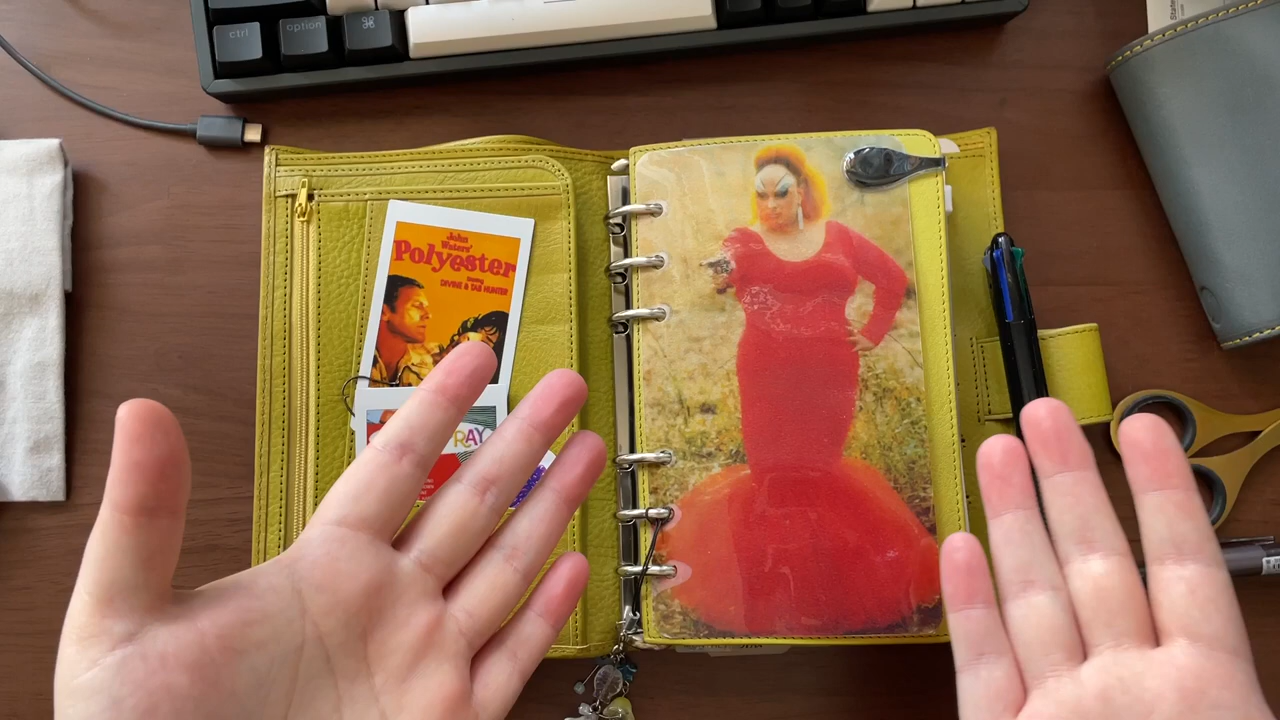 ctrl
option
⌘
John
Waters'
Polyester
starring
DIVINE & TAB HUNTER
RAY